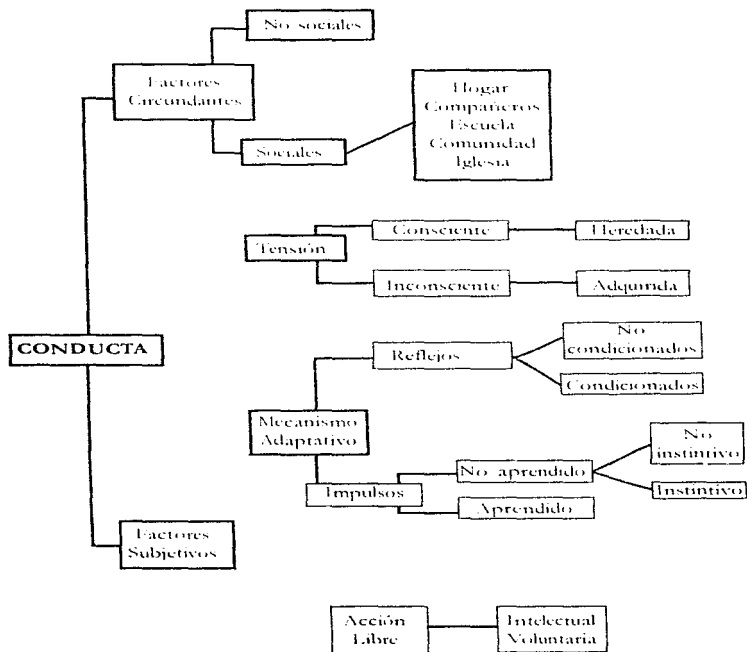 No sociales
Factores
Circundantes
Sociales
Hogar
Compañeros
Escuela
Comunidad
Iglesia
Tensión
Consciente
Heredada
Inconsciente
Adquirida
CONDUCTA
Reflejos
No
condicionados
Condicionados
Mecanismo
Adaptativo
Impulsos
No aprendido
No
instintivo
Instintivo
Aprendido
Factores
Subjetivos
Acción
Libre
Intelectual
Voluntaria